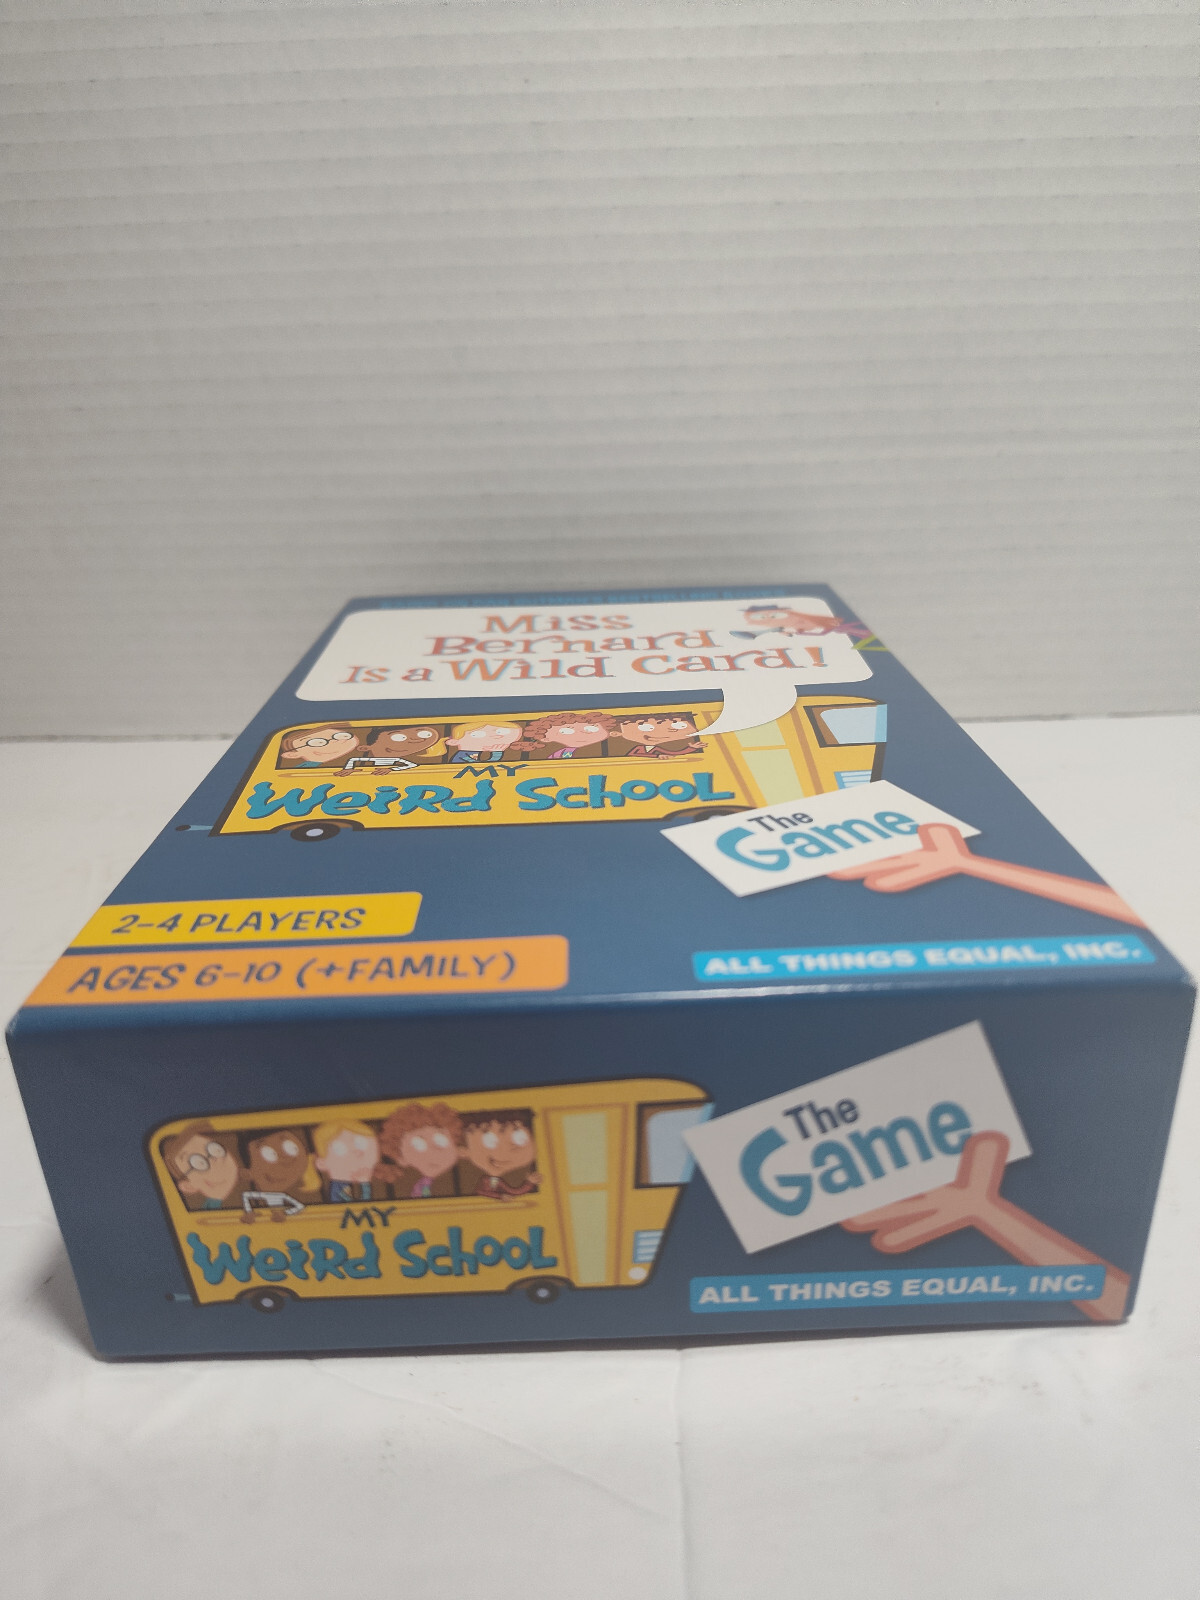 Miss
Bernard
Is a Wild Card!
MY
Weird School
The
Game
2-4 PLAYERS
AGES 6-10 (+FAMILY)
ALL THINGS EQUAL, INC.
MY
Weird School
The
Game
ALL THINGS EQUAL, INC.